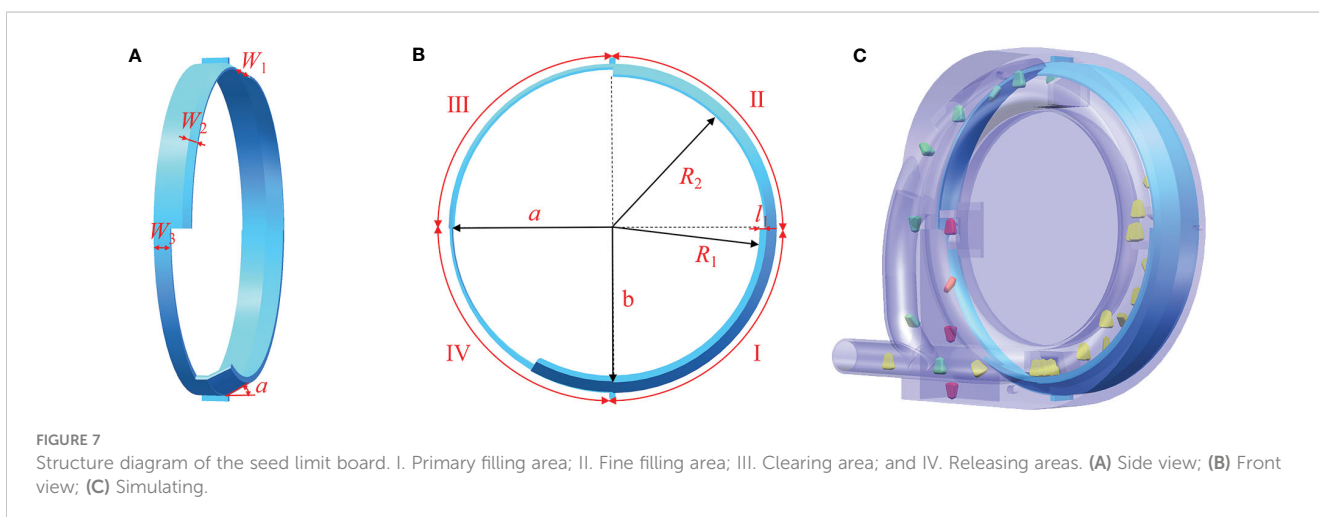 A
B
C
W1
W2
W3
a
III
II
R2
a
l
R1
b
IV
I
FIGURE 7
Structure diagram of the seed limit board. I. Primary filling area; II. Fine filling area; III. Clearing area; and IV. Releasing areas. (A) Side view; (B) Front
view; (C) Simulating.